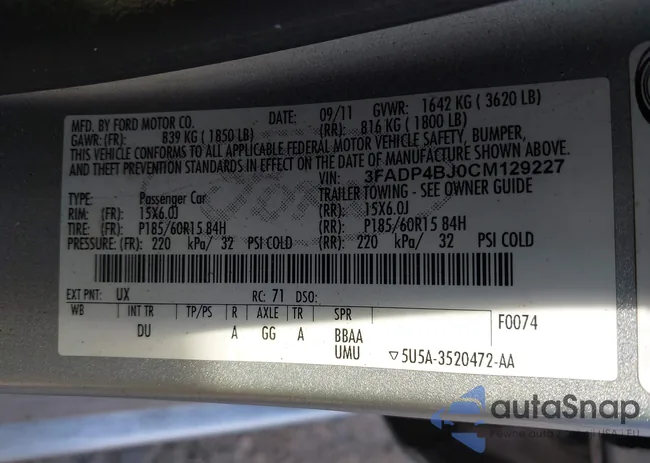 MFD. BY FORD MOTOR CO. DATE: 09/11 GVWR: 1642 KG ( 3620 LB)
GAWR: (FR): 839 KG ( 1850 LB) (RR): 816 KG ( 1800 LB)
THIS VEHICLE CONFORMS TO ALL APPLICABLE FEDERAL MOTOR VEHICLE SAFETY, BUMPER,
AND THEFT PREVENTION STANDARDS IN EFFECT ON THE DATE OF MANUFACTURE SHOWN ABOVE.
VIN: 3FADP4BJ0CM129227
TYPE: Passenger Car TRAILER TOWING - SEE OWNER GUIDE
RIM: (FR): 15X6.0J (RR): 15X6.0J
TIRE: (FR): P185/60R15 84H (RR): P185/60R15 84H
PRESSURE: (FR): 220 kPa/ 32 PSI COLD (RR): 220 kPa/ 32 PSI COLD
EXT PNT: UX RC: 71 DSO:
WB INT TR TP/PS R AXLE TR SPR F0074
DU A GG A BBAA
UMU ▽5U5A-3520472-AA
autoSnap